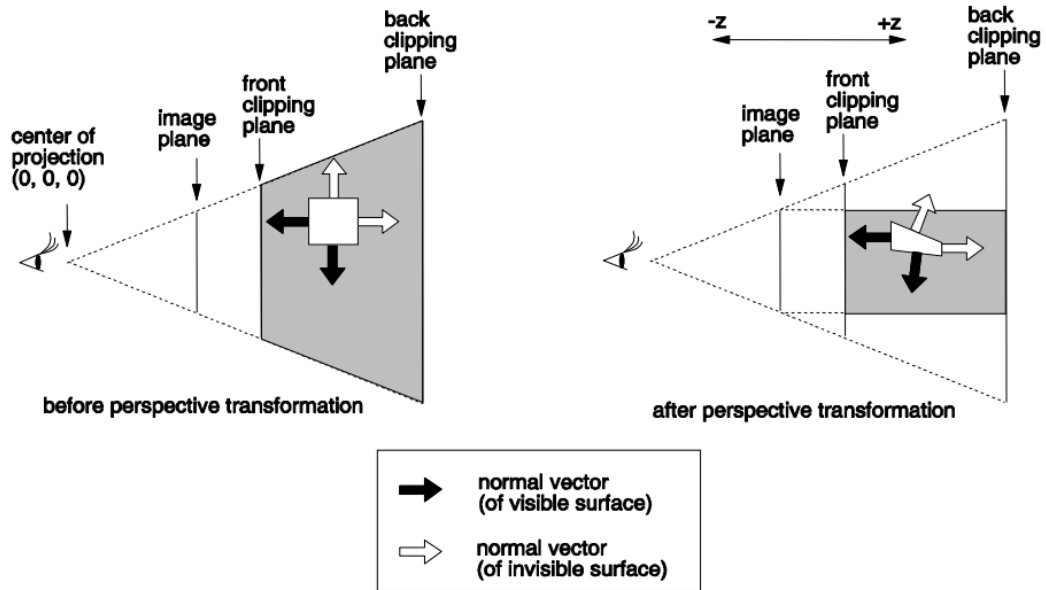 center of
projection
(0, 0, 0)
image
plane
front
clipping
plane
back
clipping
plane
before perspective transformation
-z
+z
image
plane
front
clipping
plane
back
clipping
plane
after perspective transformation
normal vector
(of visible surface)
normal vector
(of invisible surface)